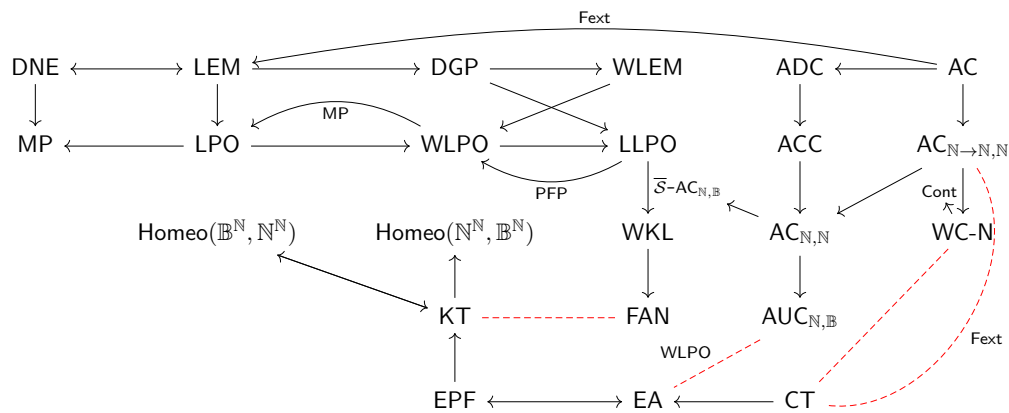 Fext
DNE LEM DGP WLEM ADC AC
MP
MP LPO WLPO LLPO ACC AC_{ℕ→ℕ,ℕ}
PFP
S̅-AC_{ℕ,𝔹}
Cont
Homeo(𝔹^ℕ, ℕ^ℕ) Homeo(ℕ^ℕ, 𝔹^ℕ) WKL AC_{ℕ,ℕ} WC-N
KT FAN AUC_{ℕ,𝔹}
WLPO
Fext
EPF EA CT